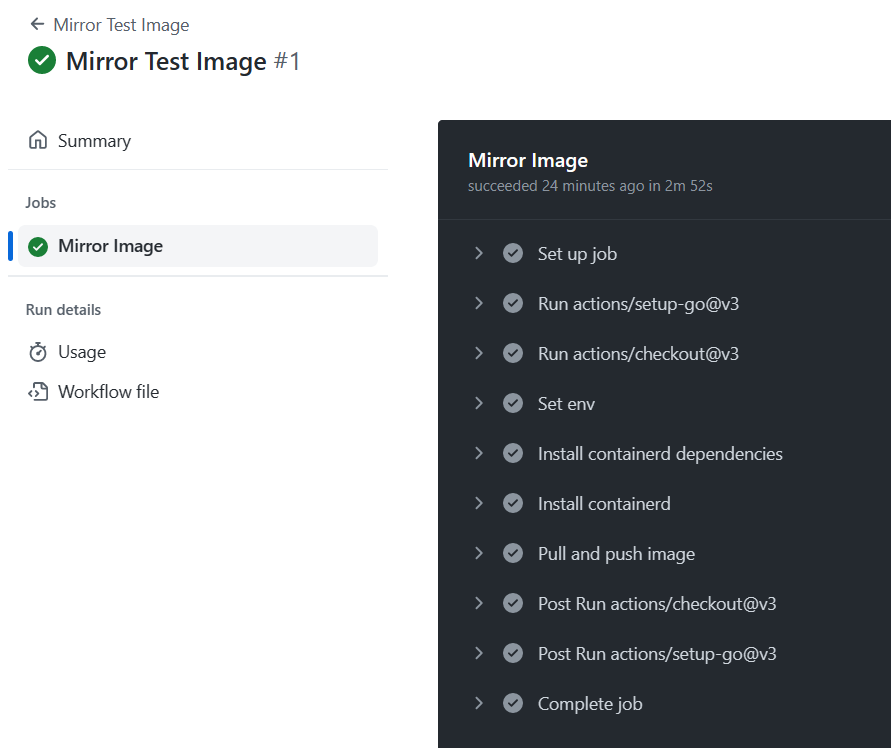 Mirror Test Image
Mirror Test Image #1
Summary
Jobs
Mirror Image
Run details
Usage
Workflow file
Mirror Image
succeeded 24 minutes ago in 2m 52s
Set up job
Run actions/setup-go@v3
Run actions/checkout@v3
Set env
Install containerd dependencies
Install containerd
Pull and push image
Post Run actions/checkout@v3
Post Run actions/setup-go@v3
Complete job